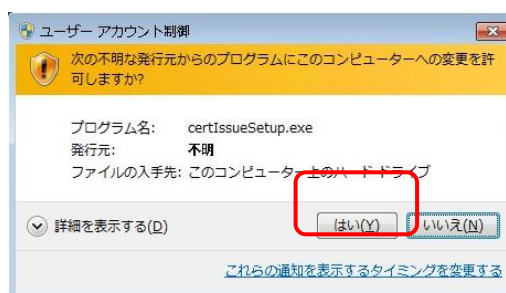 ユーザー アカウント制御
次の不明な発行元からのプログラムにこのコンピューターへの変更を許
可しますか?
プログラム名: certIssueSetup.exe
発行元: 不明
ファイルの入手先: このコンピューター上のハード ドライブ
詳細を表示する(D) はい(Y) いいえ(N)
これらの通知を表示するタイミングを変更する